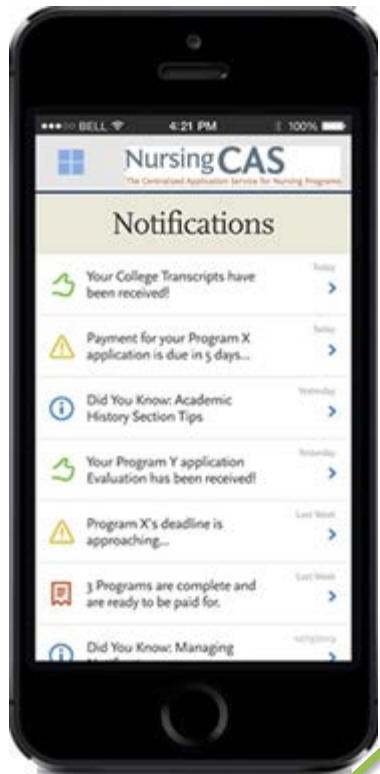 BELL 4:21 PM 100%
NursingCAS
The Centralized Application Service for Nursing Programs
Notifications
Your College Transcripts have
been received!
Today
Payment for your Program X
application is due in 5 days...
Today
Did You Know: Academic
History Section Tips
Yesterday
Your Program Y application
Evaluation has been received!
Yesterday
Program X's deadline is
approaching...
Last Week
3 Programs are complete and
are ready to be paid for.
Last Week
Did You Know: Managing